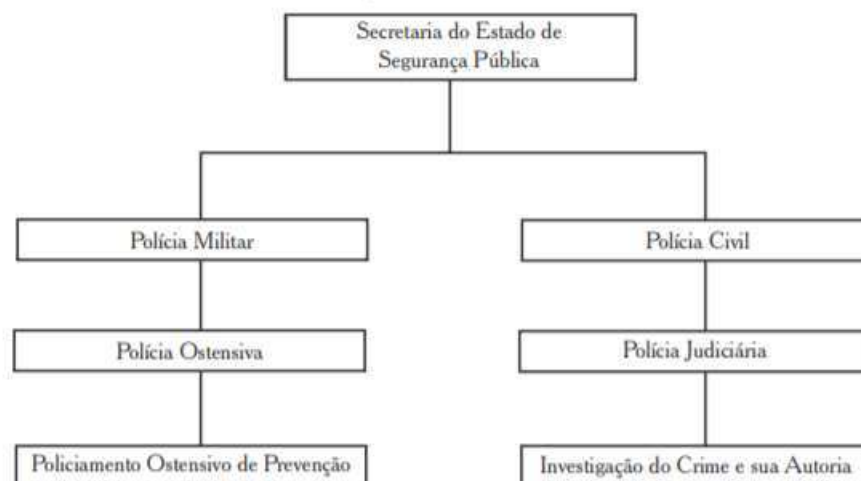 Secretaria do Estado de
Segurança Pública
Polícia Militar
Polícia Civil
Polícia Ostensiva
Polícia Judiciária
Policiamento Ostensivo de Prevenção
Investigação do Crime e sua Autoria